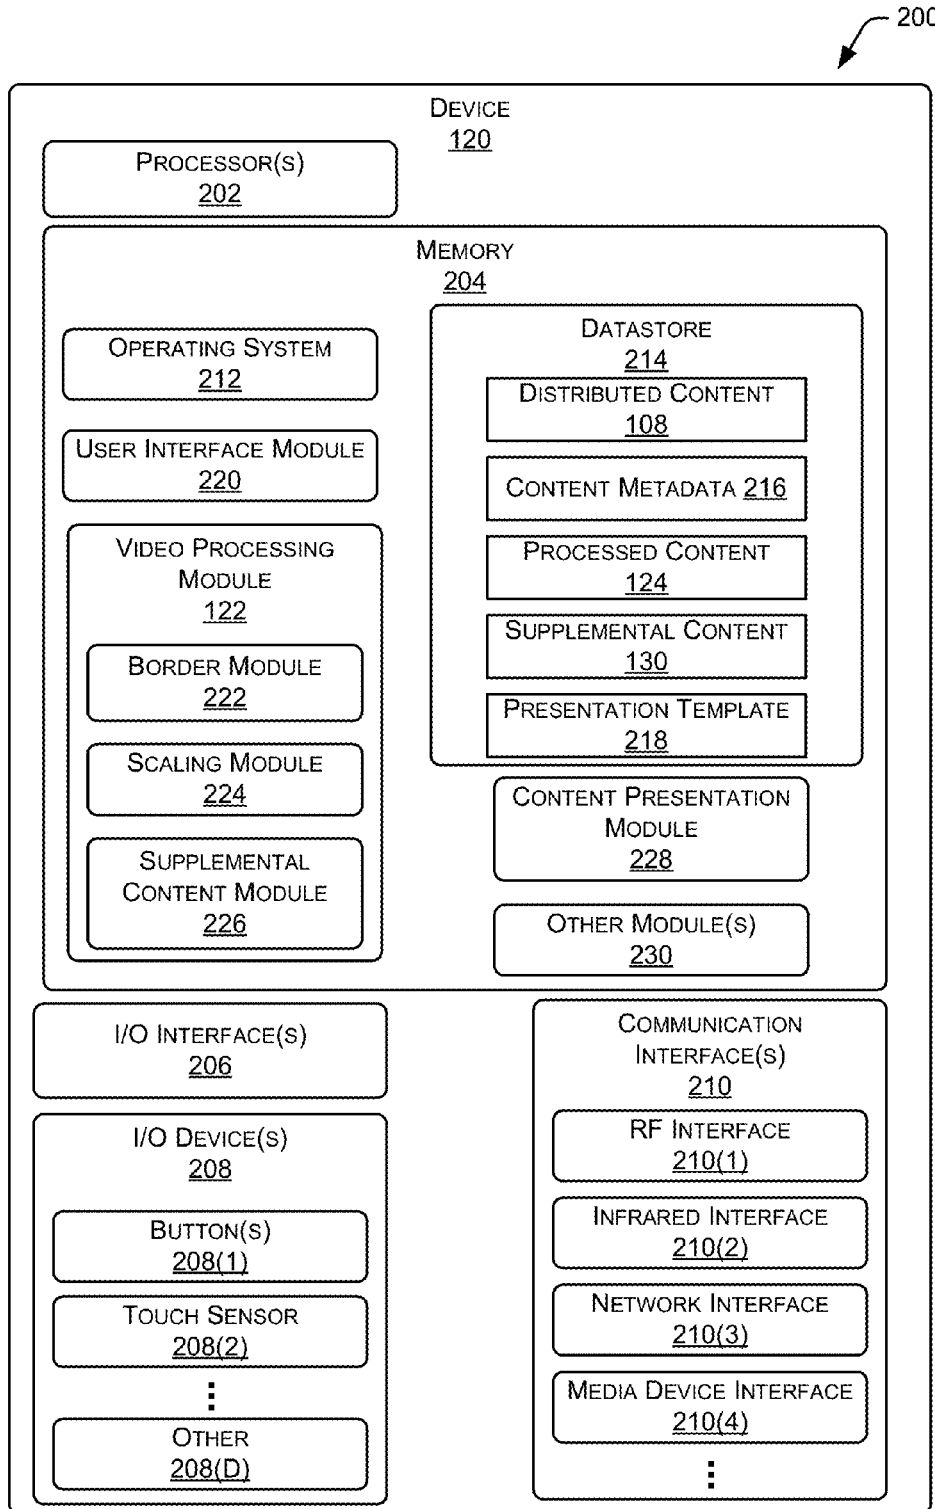 200
DEVICE
120
PROCESSOR(S)
202
MEMORY
204
OPERATING SYSTEM
212
USER INTERFACE MODULE
220
VIDEO PROCESSING
MODULE
122
BORDER MODULE
222
SCALING MODULE
224
SUPPLEMENTAL
CONTENT MODULE
226
DATASTORE
214
DISTRIBUTED CONTENT
108
CONTENT METADATA 216
PROCESSED CONTENT
124
SUPPLEMENTAL CONTENT
130
PRESENTATION TEMPLATE
218
CONTENT PRESENTATION
MODULE
228
OTHER MODULE(S)
230
I/O INTERFACE(S)
206
I/O DEVICE(S)
208
BUTTON(S)
208(1)
TOUCH SENSOR
208(2)
OTHER
208(D)
COMMUNICATION
INTERFACE(S)
210
RF INTERFACE
210(1)
INFRARED INTERFACE
210(2)
NETWORK INTERFACE
210(3)
MEDIA DEVICE INTERFACE
210(4)